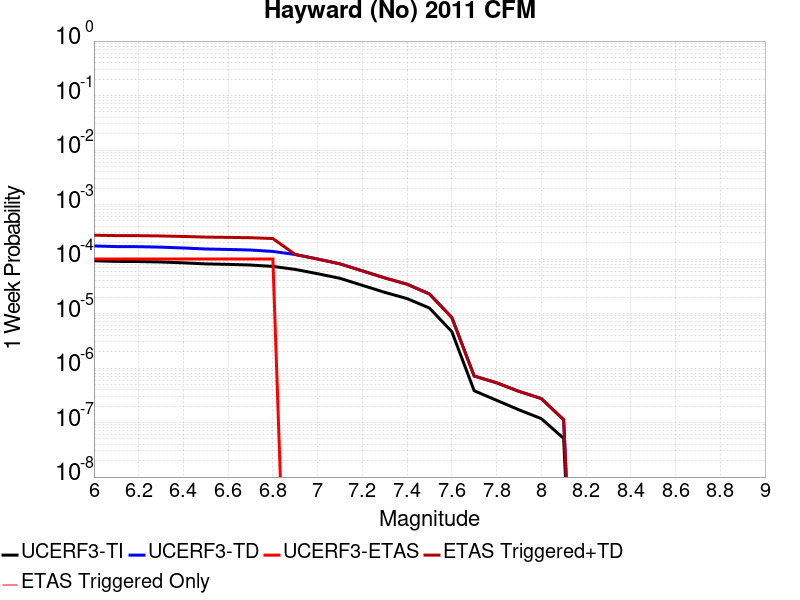 Hayward (No) 2011 CFM
10^0
10^-1
10^-2
10^-3
10^-4
10^-5
10^-6
10^-7
10^-8
1 Week Probability
6 6.2 6.4 6.6 6.8 7 7.2 7.4 7.6 7.8 8 8.2 8.4 8.6 8.8 9
Magnitude
UCERF3-TI UCERF3-TD UCERF3-ETAS ETAS Triggered+TD
ETAS Triggered Only